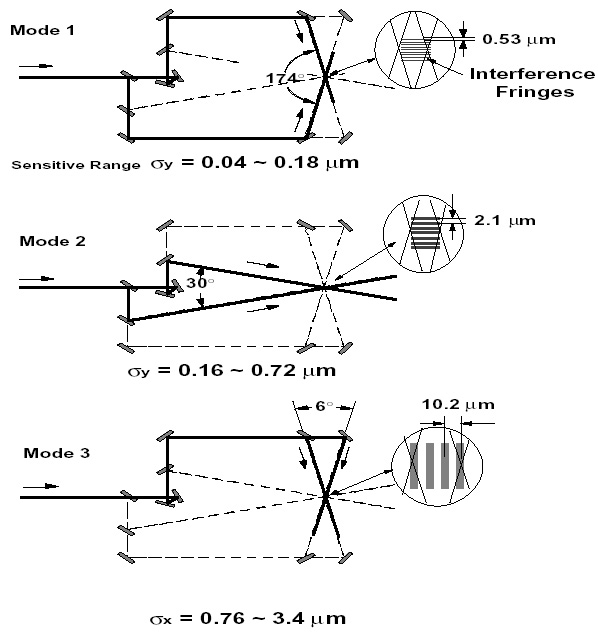 Mode 1
0.53 μm
174°
Interference
Fringes
Sensitive Range σy = 0.04 ~ 0.18 μm
Mode 2
2.1 μm
30°
σy = 0.16 ~ 0.72 μm
6°
10.2 μm
Mode 3
σx = 0.76 ~ 3.4 μm